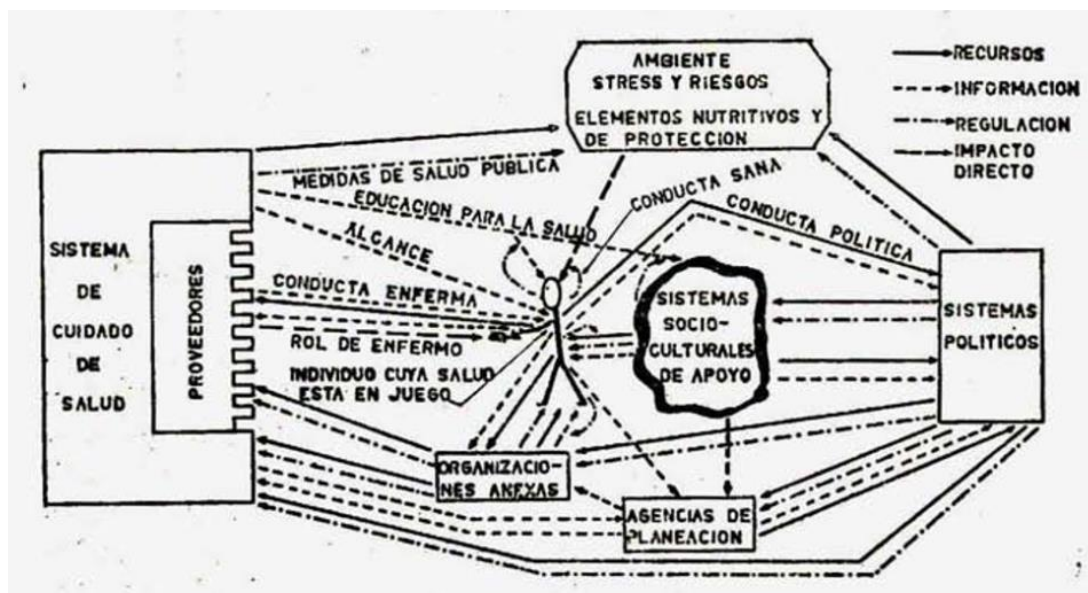 AMBIENTE
STRESS Y RIESGOS
ELEMENTOS NUTRITIVOS Y
DE PROTECCION
RECURSOS
INFORMACION
REGULACION
IMPACTO
DIRECTO
MEDIDAS DE SALUD PUBLICA
EDUCACION PARA LA SALUD
ALCANCE
CONDUCTA SANA
CONDUCTA POLITICA
SISTEMA
DE
CUIDADO
DE
SALUD
PROVEEDORES
CONDUCTA ENFERMA
ROL DE ENFERMO
INDIVIDUO CUYA SALUD
ESTA EN JUEGO
SISTEMAS
SOCIO-
CULTURALES
DE APOYO
SISTEMAS
POLITICOS
ORGANIZACIO-
NES ANEXAS
AGENCIAS DE
PLANEACION